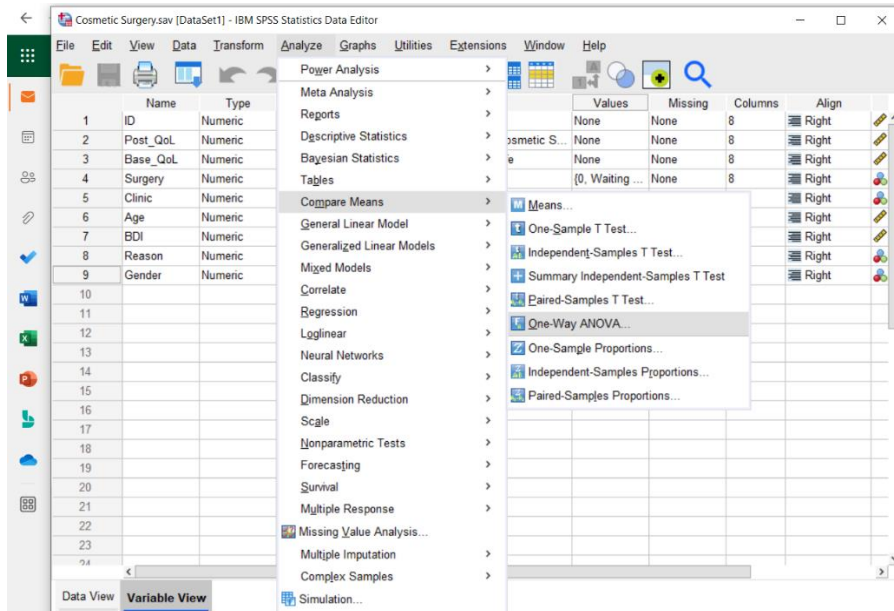 Cosmetic Surgery.sav [DataSet1] - IBM SPSS Statistics Data Editor
File Edit View Data Transform Analyze Graphs Utilities Extensions Window Help
Name Type Values Missing Columns Align
1 ID Numeric None None 8 Right
2 Post_QoL Numeric osmetic S... None None 8 Right
3 Base_QoL Numeric None None 8 Right
4 Surgery Numeric {0, Waiting ... None 8 Right
5 Clinic Numeric Right
6 Age Numeric Right
7 BDI Numeric Right
8 Reason Numeric Right
9 Gender Numeric Right
10
11
12
13
14
15
16
17
18
19
20
21
22
23
24
Power Analysis
Meta Analysis
Reports
Descriptive Statistics
Bayesian Statistics
Tables
Compare Means
General Linear Model
Generalized Linear Models
Mixed Models
Correlate
Regression
Loglinear
Neural Networks
Classify
Dimension Reduction
Scale
Nonparametric Tests
Forecasting
Survival
Multiple Response
Missing Value Analysis...
Multiple Imputation
Complex Samples
Simulation...
Means...
One-Sample T Test...
Independent-Samples T Test...
Summary Independent-Samples T Test
Paired-Samples T Test...
One-Way ANOVA...
One-Sample Proportions...
Independent-Samples Proportions...
Paired-Samples Proportions...
Data View Variable View